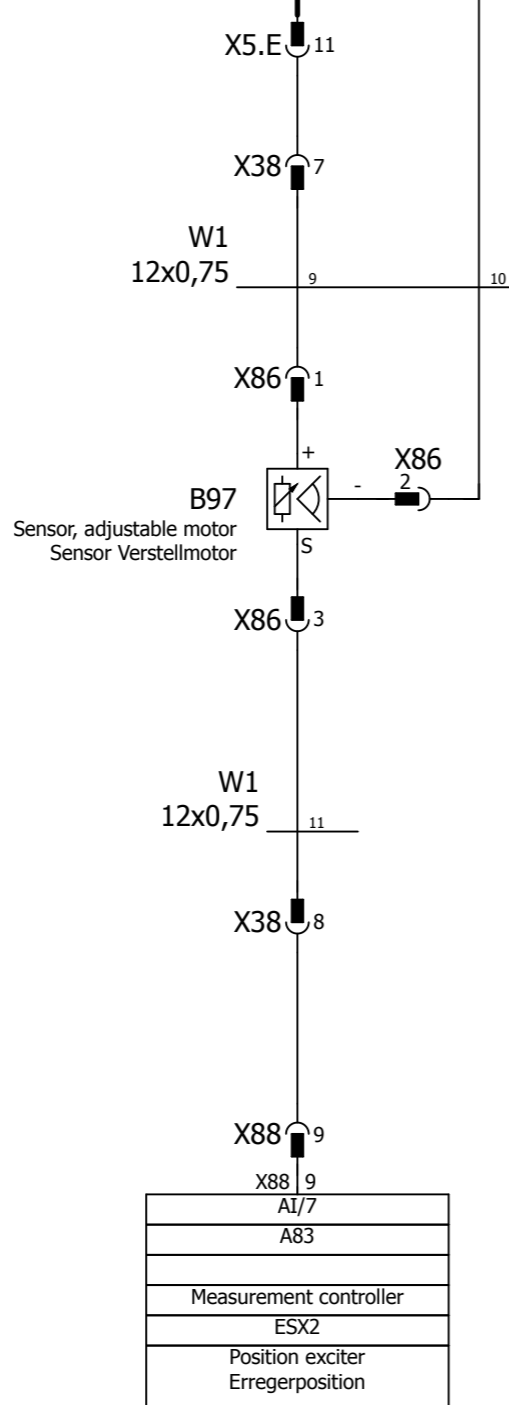 X5.E 11
X38 7
W1
12x0,75
9 10
X86 1
+
X86
- 2
B97
Sensor, adjustable motor
Sensor Verstellmotor
S
X86 3
W1
12x0,75
11
X38 8
X88 9
X88 9
AI/7
A83
Measurement controller
ESX2
Position exciter
Erregerposition